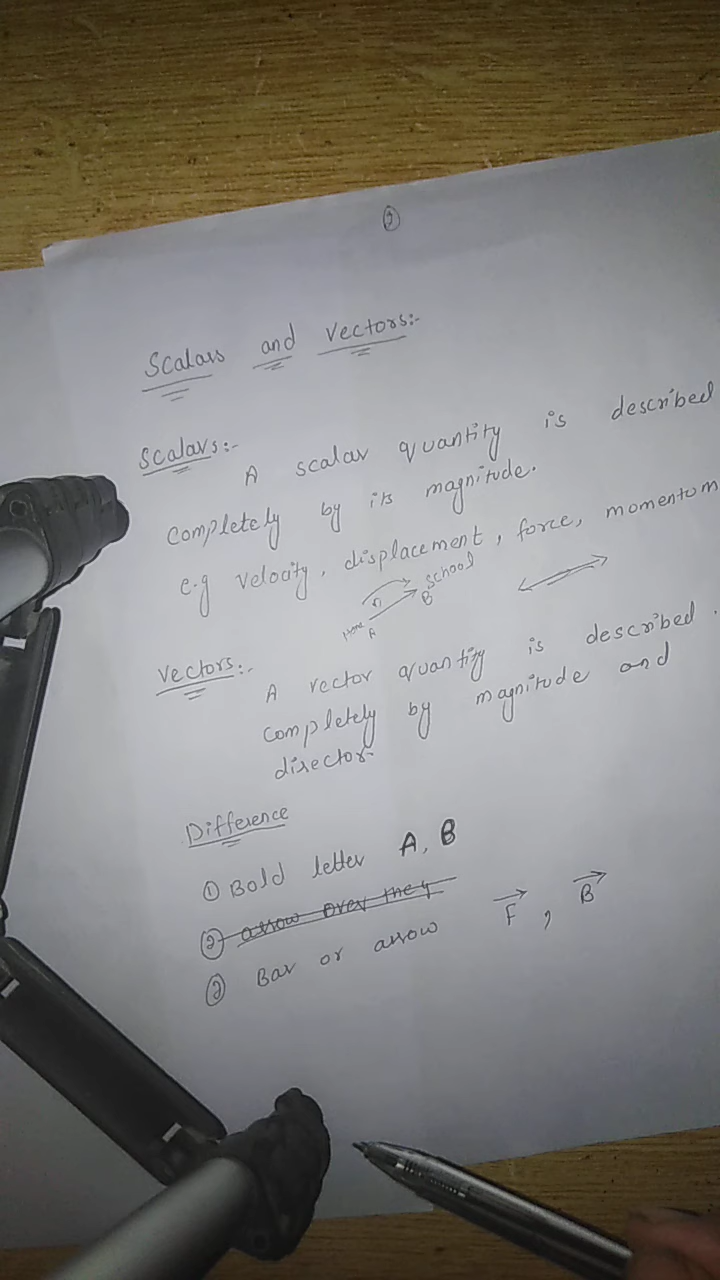 2
Scalars and Vectors:-
Scalars:-
A scalar quantity is described
completely by its magnitude.
e.g velocity, displacement, force, momentum
Home A B School
Vectors:-
A vector quantity is described
completely by magnitude and
director
Difference
① Bold letter A, B
② arrow over the
② Bar or arrow F, B